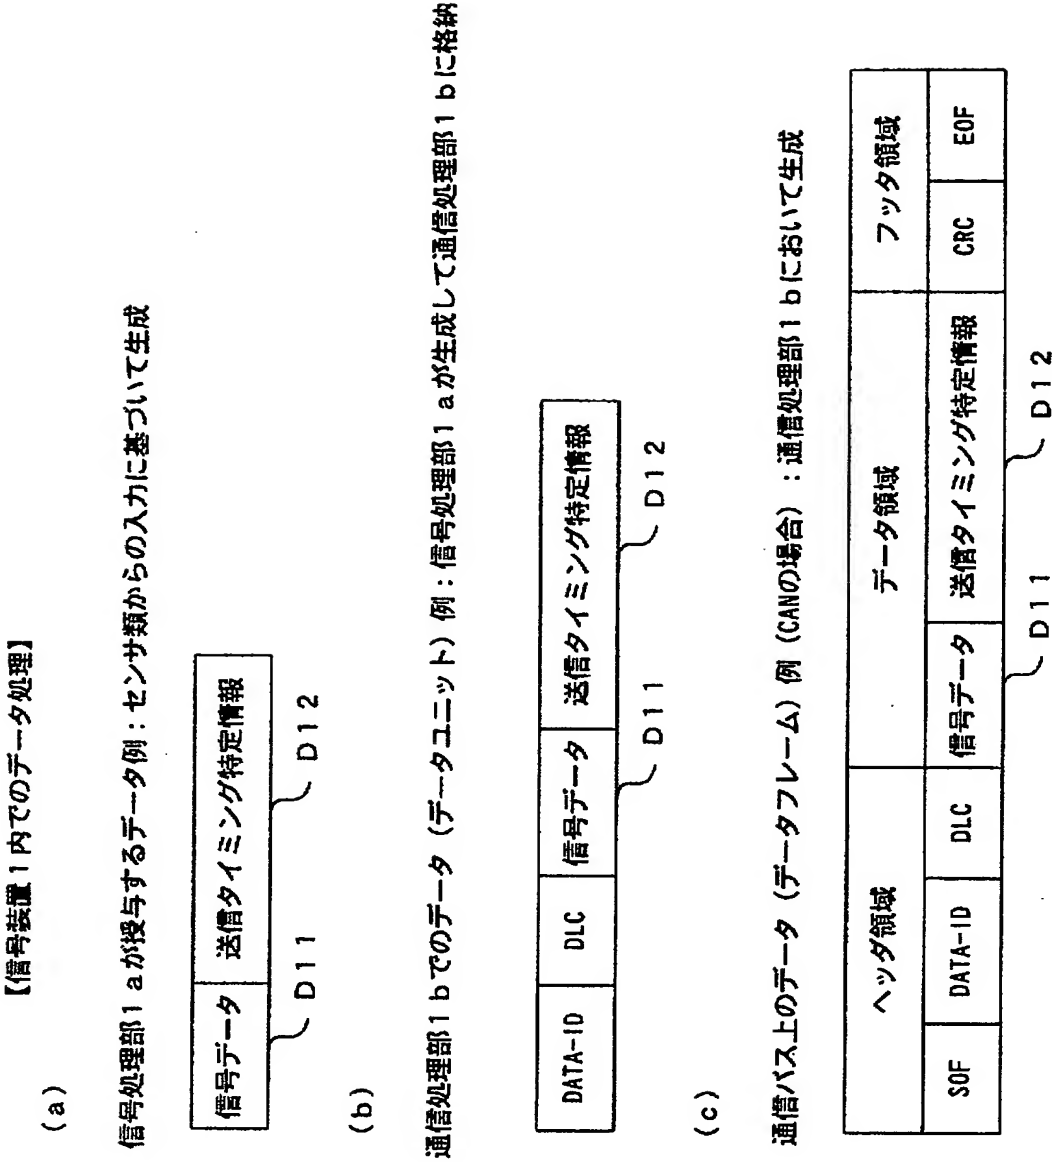 【信号装置1内でのデータ処理】
(a)
信号処理部1aが授与するデータ例：センサ類からの入力に基づいて生成
信号データ 送信タイミング特定情報
D11 D12
(b)
通信処理部1bでのデータ（データユニット）例：信号処理部1aが生成して通信処理部1bに格納
DATA-ID DLC 信号データ 送信タイミング特定情報
D11 D12
(c)
通信バス上のデータ（データフレーム）例（CANの場合）：通信処理部1bにおいて生成
ヘッダ領域 データ領域 フッタ領域
SOF DATA-ID DLC 信号データ 送信タイミング特定情報 CRC EOF
D11 D12